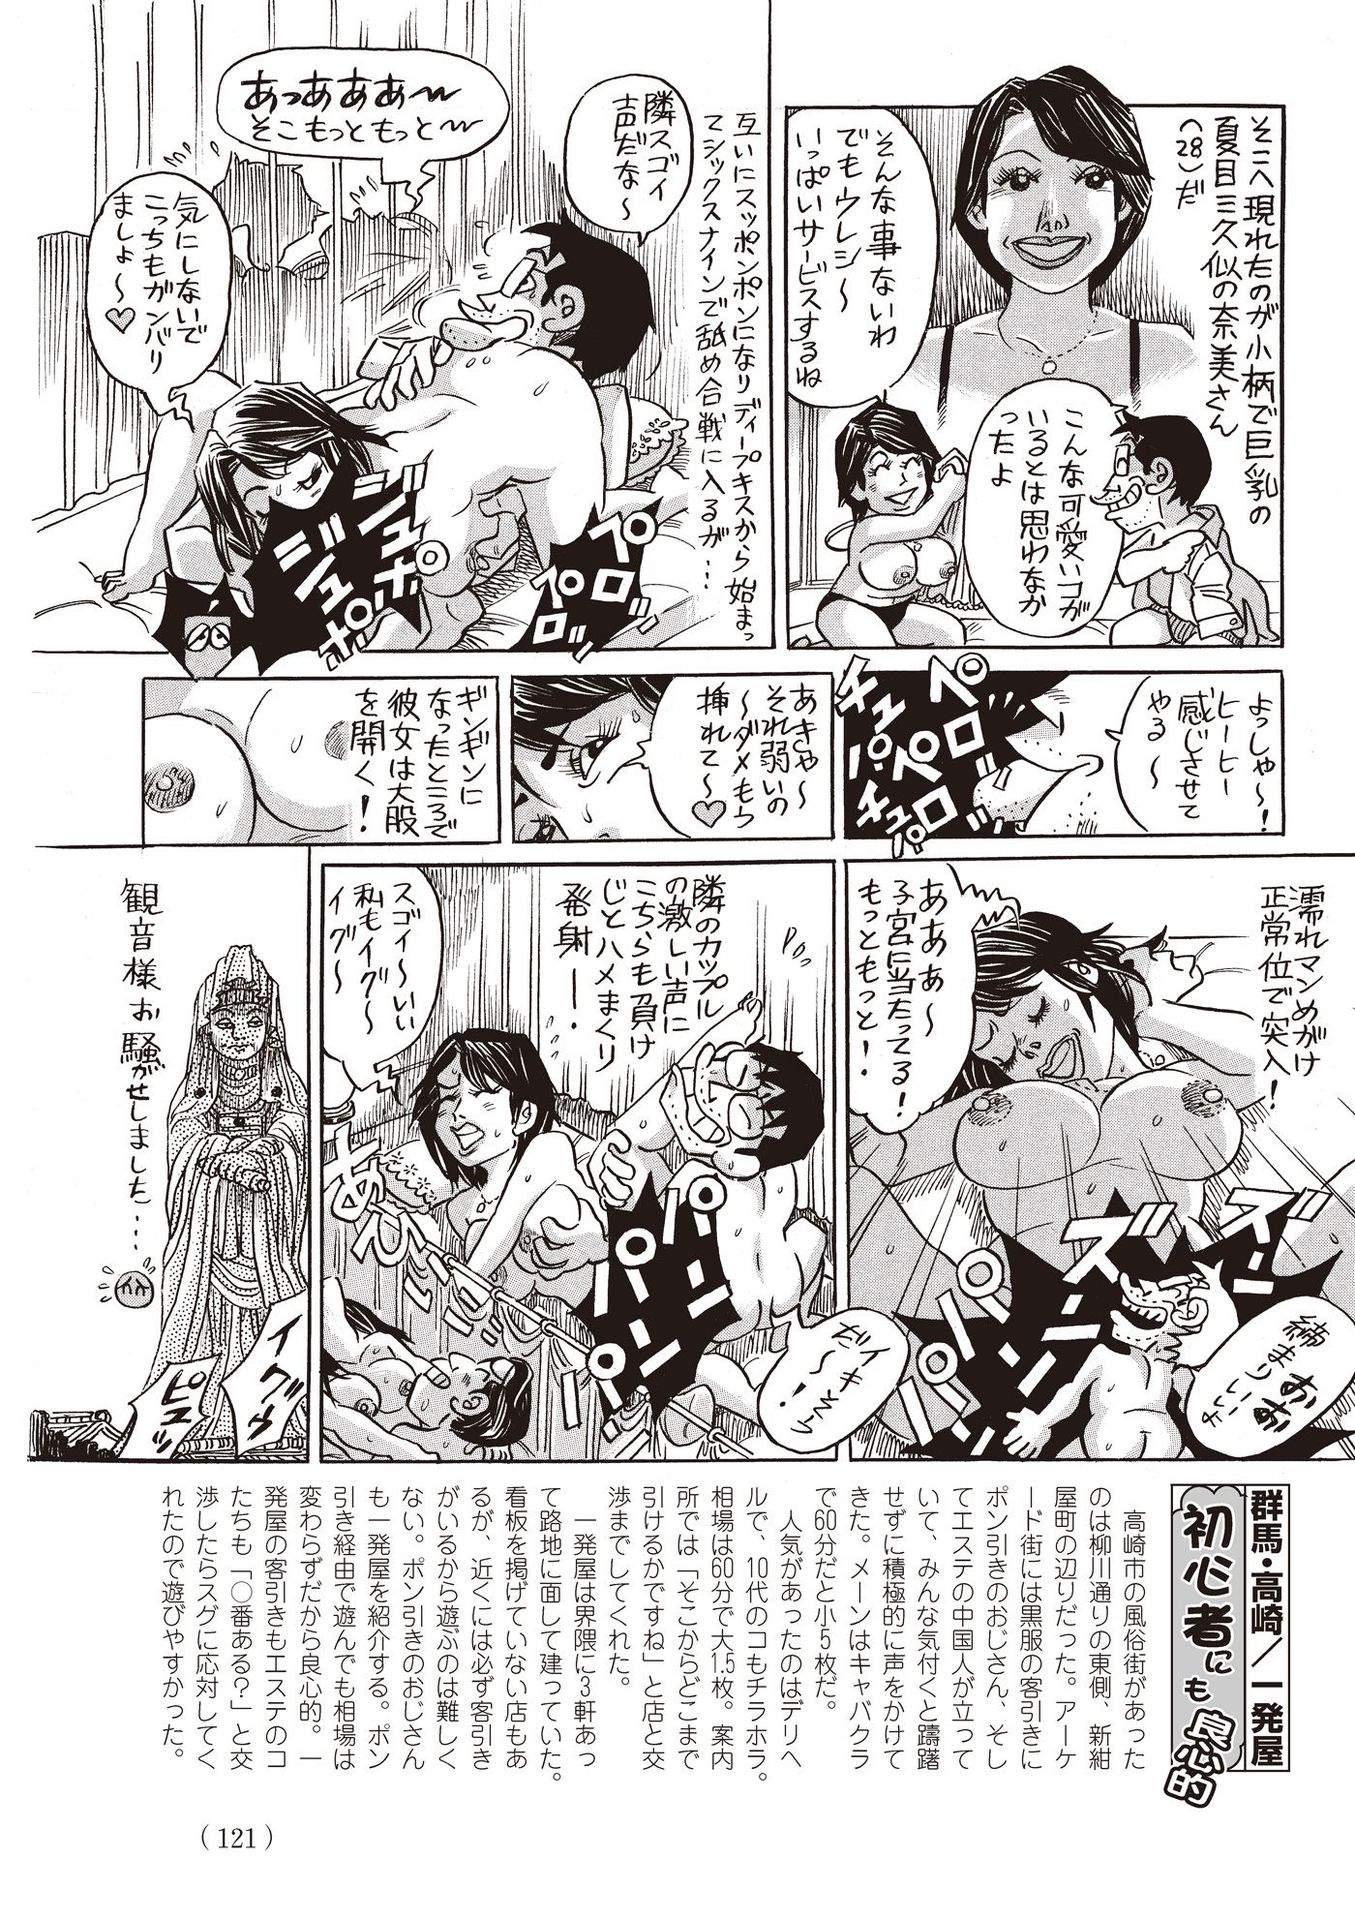 そこへ現れたのが小柄で巨乳の
夏目三久似の奈美さん
(28)だ
そんな事ないわ
でもウレシ〜
いっぱいサービスするね
こんな可愛いコが
いるとは思わなか
ったよ
互いにスッポンポンになりディープキスから始まっ
てシックスナインで舐め合戦に入るが…
隣スゴイ
声だな〜
あっあああ〜
そこもっともっと〜
気にしないで
こっちもガンバリ
ましょ〜♡
ペロペロッ
ペロッ
ジュポッ
ジュポッ
よっしゃ〜!
ヒーヒー
感じさせて
やる〜
ペロペロッ
チュパチュパッ
あきゃ〜
それ弱いの
〜ダメもう
挿れて〜♡
ギンギンに
なったところで
彼女は大股
を開く!
濡れマンめがけ
正常位で突入!
あああ〜
子宮に当たってる!
もっともっと!
ズンズン
パンパン
締まりいい
おおお
隣のカップル
の激しい声に
こちらも負け
じとハメまくり
発射ー!
スゴイ〜いい
私もイグ〜
イグ〜
パンパン
パンパン
イキそう
だ〜!
観音様お騒がせしました…
イクゥ
ピュッ
群馬・高崎/一発屋
初心者にも良心的
高崎市の風俗街があった
のは柳川通りの東側、新紺
屋町の辺りだった。アーケ
ード街には黒服の客引きに
ポン引きのおじさん、そし
てエステの中国人が立って
いて、みんな気付くと躊躇
せずに積極的に声をかけて
きた。メーンはキャバクラ
で60分だと小5枚だ。
人気があったのはデリヘ
ルで、10代のコもチラホラ。
相場は60分で大1.5枚。案内
所では「そこからどこまで
引けるかですね」と店と交
渉までしてくれた。
一発屋は界隈に3軒あっ
て路地に面して建っていた。
看板を掲げていない店もあ
るが、近くには必ず客引き
がいるから遊ぶのは難しく
ない。ポン引きのおじさん
も一発屋を紹介する。ポン
引き経由で遊んでも相場は
変わらずだから良心的。一
発屋の客引きもエステのコ
たちも「○番ある?」と交
渉したらスグに応対してく
れたので遊びやすかった。
(121)